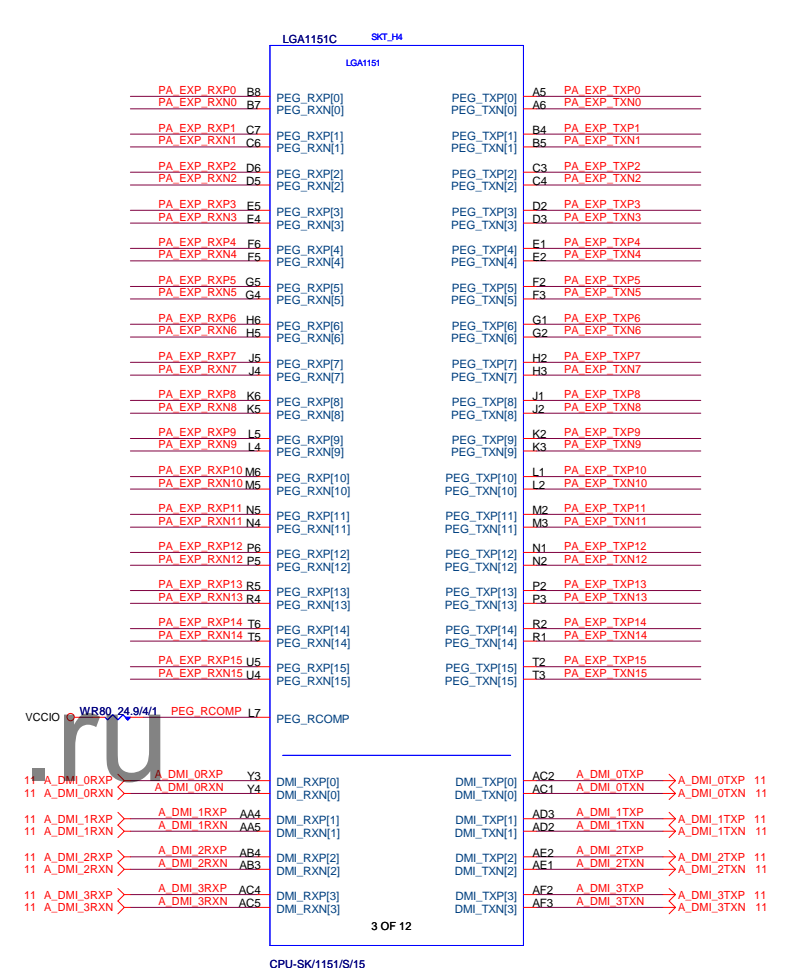 LGA1151C SKT_H4
LGA1151
PA_EXP_RXP0 B8 PEG_RXP[0] PEG_TXP[0] A5 PA_EXP_TXP0
PA_EXP_RXN0 B7 PEG_RXN[0] PEG_TXN[0] A6 PA_EXP_TXN0
PA_EXP_RXP1 C7 PEG_RXP[1] PEG_TXP[1] B4 PA_EXP_TXP1
PA_EXP_RXN1 C6 PEG_RXN[1] PEG_TXN[1] B5 PA_EXP_TXN1
PA_EXP_RXP2 D6 PEG_RXP[2] PEG_TXP[2] C3 PA_EXP_TXP2
PA_EXP_RXN2 D5 PEG_RXN[2] PEG_TXN[2] C4 PA_EXP_TXN2
PA_EXP_RXP3 E5 PEG_RXP[3] PEG_TXP[3] D2 PA_EXP_TXP3
PA_EXP_RXN3 E4 PEG_RXN[3] PEG_TXN[3] D3 PA_EXP_TXN3
PA_EXP_RXP4 F6 PEG_RXP[4] PEG_TXP[4] E1 PA_EXP_TXP4
PA_EXP_RXN4 F5 PEG_RXN[4] PEG_TXN[4] E2 PA_EXP_TXN4
PA_EXP_RXP5 G5 PEG_RXP[5] PEG_TXP[5] F2 PA_EXP_TXP5
PA_EXP_RXN5 G4 PEG_RXN[5] PEG_TXN[5] F3 PA_EXP_TXN5
PA_EXP_RXP6 H6 PEG_RXP[6] PEG_TXP[6] G1 PA_EXP_TXP6
PA_EXP_RXN6 H5 PEG_RXN[6] PEG_TXN[6] G2 PA_EXP_TXN6
PA_EXP_RXP7 J5 PEG_RXP[7] PEG_TXP[7] H2 PA_EXP_TXP7
PA_EXP_RXN7 J4 PEG_RXN[7] PEG_TXN[7] H3 PA_EXP_TXN7
PA_EXP_RXP8 K6 PEG_RXP[8] PEG_TXP[8] J1 PA_EXP_TXP8
PA_EXP_RXN8 K5 PEG_RXN[8] PEG_TXN[8] J2 PA_EXP_TXN8
PA_EXP_RXP9 L5 PEG_RXP[9] PEG_TXP[9] K2 PA_EXP_TXP9
PA_EXP_RXN9 L4 PEG_RXN[9] PEG_TXN[9] K3 PA_EXP_TXN9
PA_EXP_RXP10 M6 PEG_RXP[10] PEG_TXP[10] L1 PA_EXP_TXP10
PA_EXP_RXN10 M5 PEG_RXN[10] PEG_TXN[10] L2 PA_EXP_TXN10
PA_EXP_RXP11 N5 PEG_RXP[11] PEG_TXP[11] M2 PA_EXP_TXP11
PA_EXP_RXN11 N4 PEG_RXN[11] PEG_TXN[11] M3 PA_EXP_TXN11
PA_EXP_RXP12 P6 PEG_RXP[12] PEG_TXP[12] N1 PA_EXP_TXP12
PA_EXP_RXN12 P5 PEG_RXN[12] PEG_TXN[12] N2 PA_EXP_TXN12
PA_EXP_RXP13 R5 PEG_RXP[13] PEG_TXP[13] P2 PA_EXP_TXP13
PA_EXP_RXN13 R4 PEG_RXN[13] PEG_TXN[13] P3 PA_EXP_TXN13
PA_EXP_RXP14 T6 PEG_RXP[14] PEG_TXP[14] R2 PA_EXP_TXP14
PA_EXP_RXN14 T5 PEG_RXN[14] PEG_TXN[14] R1 PA_EXP_TXN14
PA_EXP_RXP15 U5 PEG_RXP[15] PEG_TXP[15] T2 PA_EXP_TXP15
PA_EXP_RXN15 U4 PEG_RXN[15] PEG_TXN[15] T3 PA_EXP_TXN15
VCCIO WR80 24.9/4/1 PEG_RCOMP L7 PEG_RCOMP
.ru
11 A_DMI_0RXP A_DMI_0RXP Y3 DMI_RXP[0] DMI_TXP[0] AC2 A_DMI_0TXP A_DMI_0TXP 11
11 A_DMI_0RXN A_DMI_0RXN Y4 DMI_RXN[0] DMI_TXN[0] AC1 A_DMI_0TXN A_DMI_0TXN 11
11 A_DMI_1RXP A_DMI_1RXP AA4 DMI_RXP[1] DMI_TXP[1] AD3 A_DMI_1TXP A_DMI_1TXP 11
11 A_DMI_1RXN A_DMI_1RXN AA5 DMI_RXN[1] DMI_TXN[1] AD2 A_DMI_1TXN A_DMI_1TXN 11
11 A_DMI_2RXP A_DMI_2RXP AB4 DMI_RXP[2] DMI_TXP[2] AE2 A_DMI_2TXP A_DMI_2TXP 11
11 A_DMI_2RXN A_DMI_2RXN AB3 DMI_RXN[2] DMI_TXN[2] AE1 A_DMI_2TXN A_DMI_2TXN 11
11 A_DMI_3RXP A_DMI_3RXP AC4 DMI_RXP[3] DMI_TXP[3] AF2 A_DMI_3TXP A_DMI_3TXP 11
11 A_DMI_3RXN A_DMI_3RXN AC5 DMI_RXN[3] DMI_TXN[3] AF3 A_DMI_3TXN A_DMI_3TXN 11
3 OF 12
CPU-SK/1151/S/15